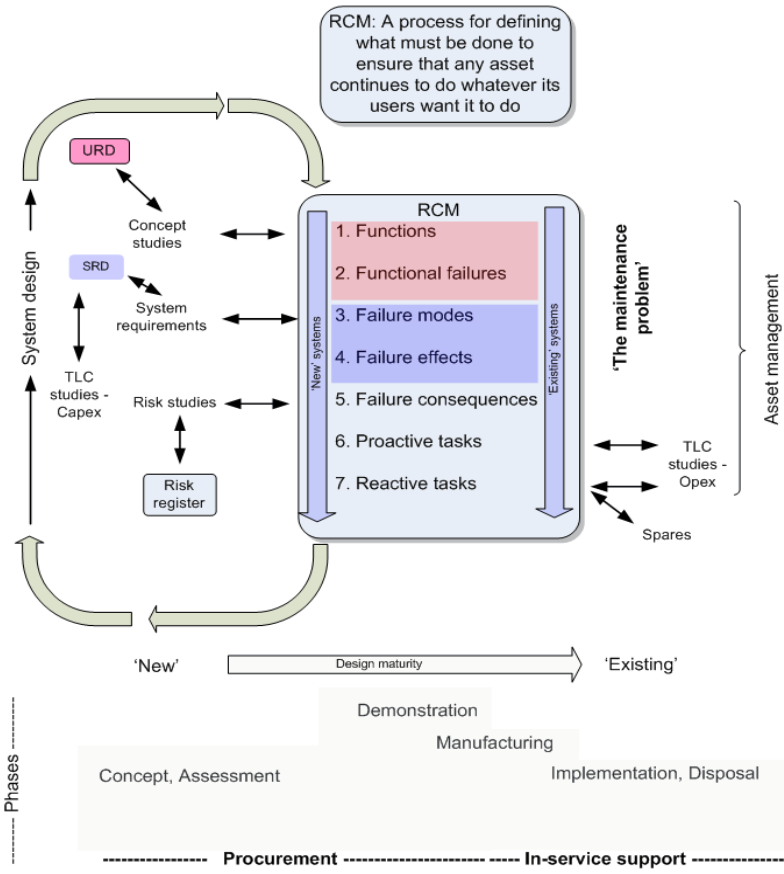 RCM: A process for defining
what must be done to
ensure that any asset
continues to do whatever its
users want it to do
URD
Concept
studies
SRD
System
requirements
TLC
studies -
Capex
Risk studies
Risk
register
System design
RCM
1. Functions
2. Functional failures
3. Failure modes
4. Failure effects
5. Failure consequences
6. Proactive tasks
7. Reactive tasks
'New' systems
'Existing' systems
'The maintenance
problem'
Asset management
TLC
studies -
Opex
Spares
'New'
Design maturity
'Existing'
Phases
Demonstration
Manufacturing
Concept, Assessment
Implementation, Disposal
Procurement
In-service support